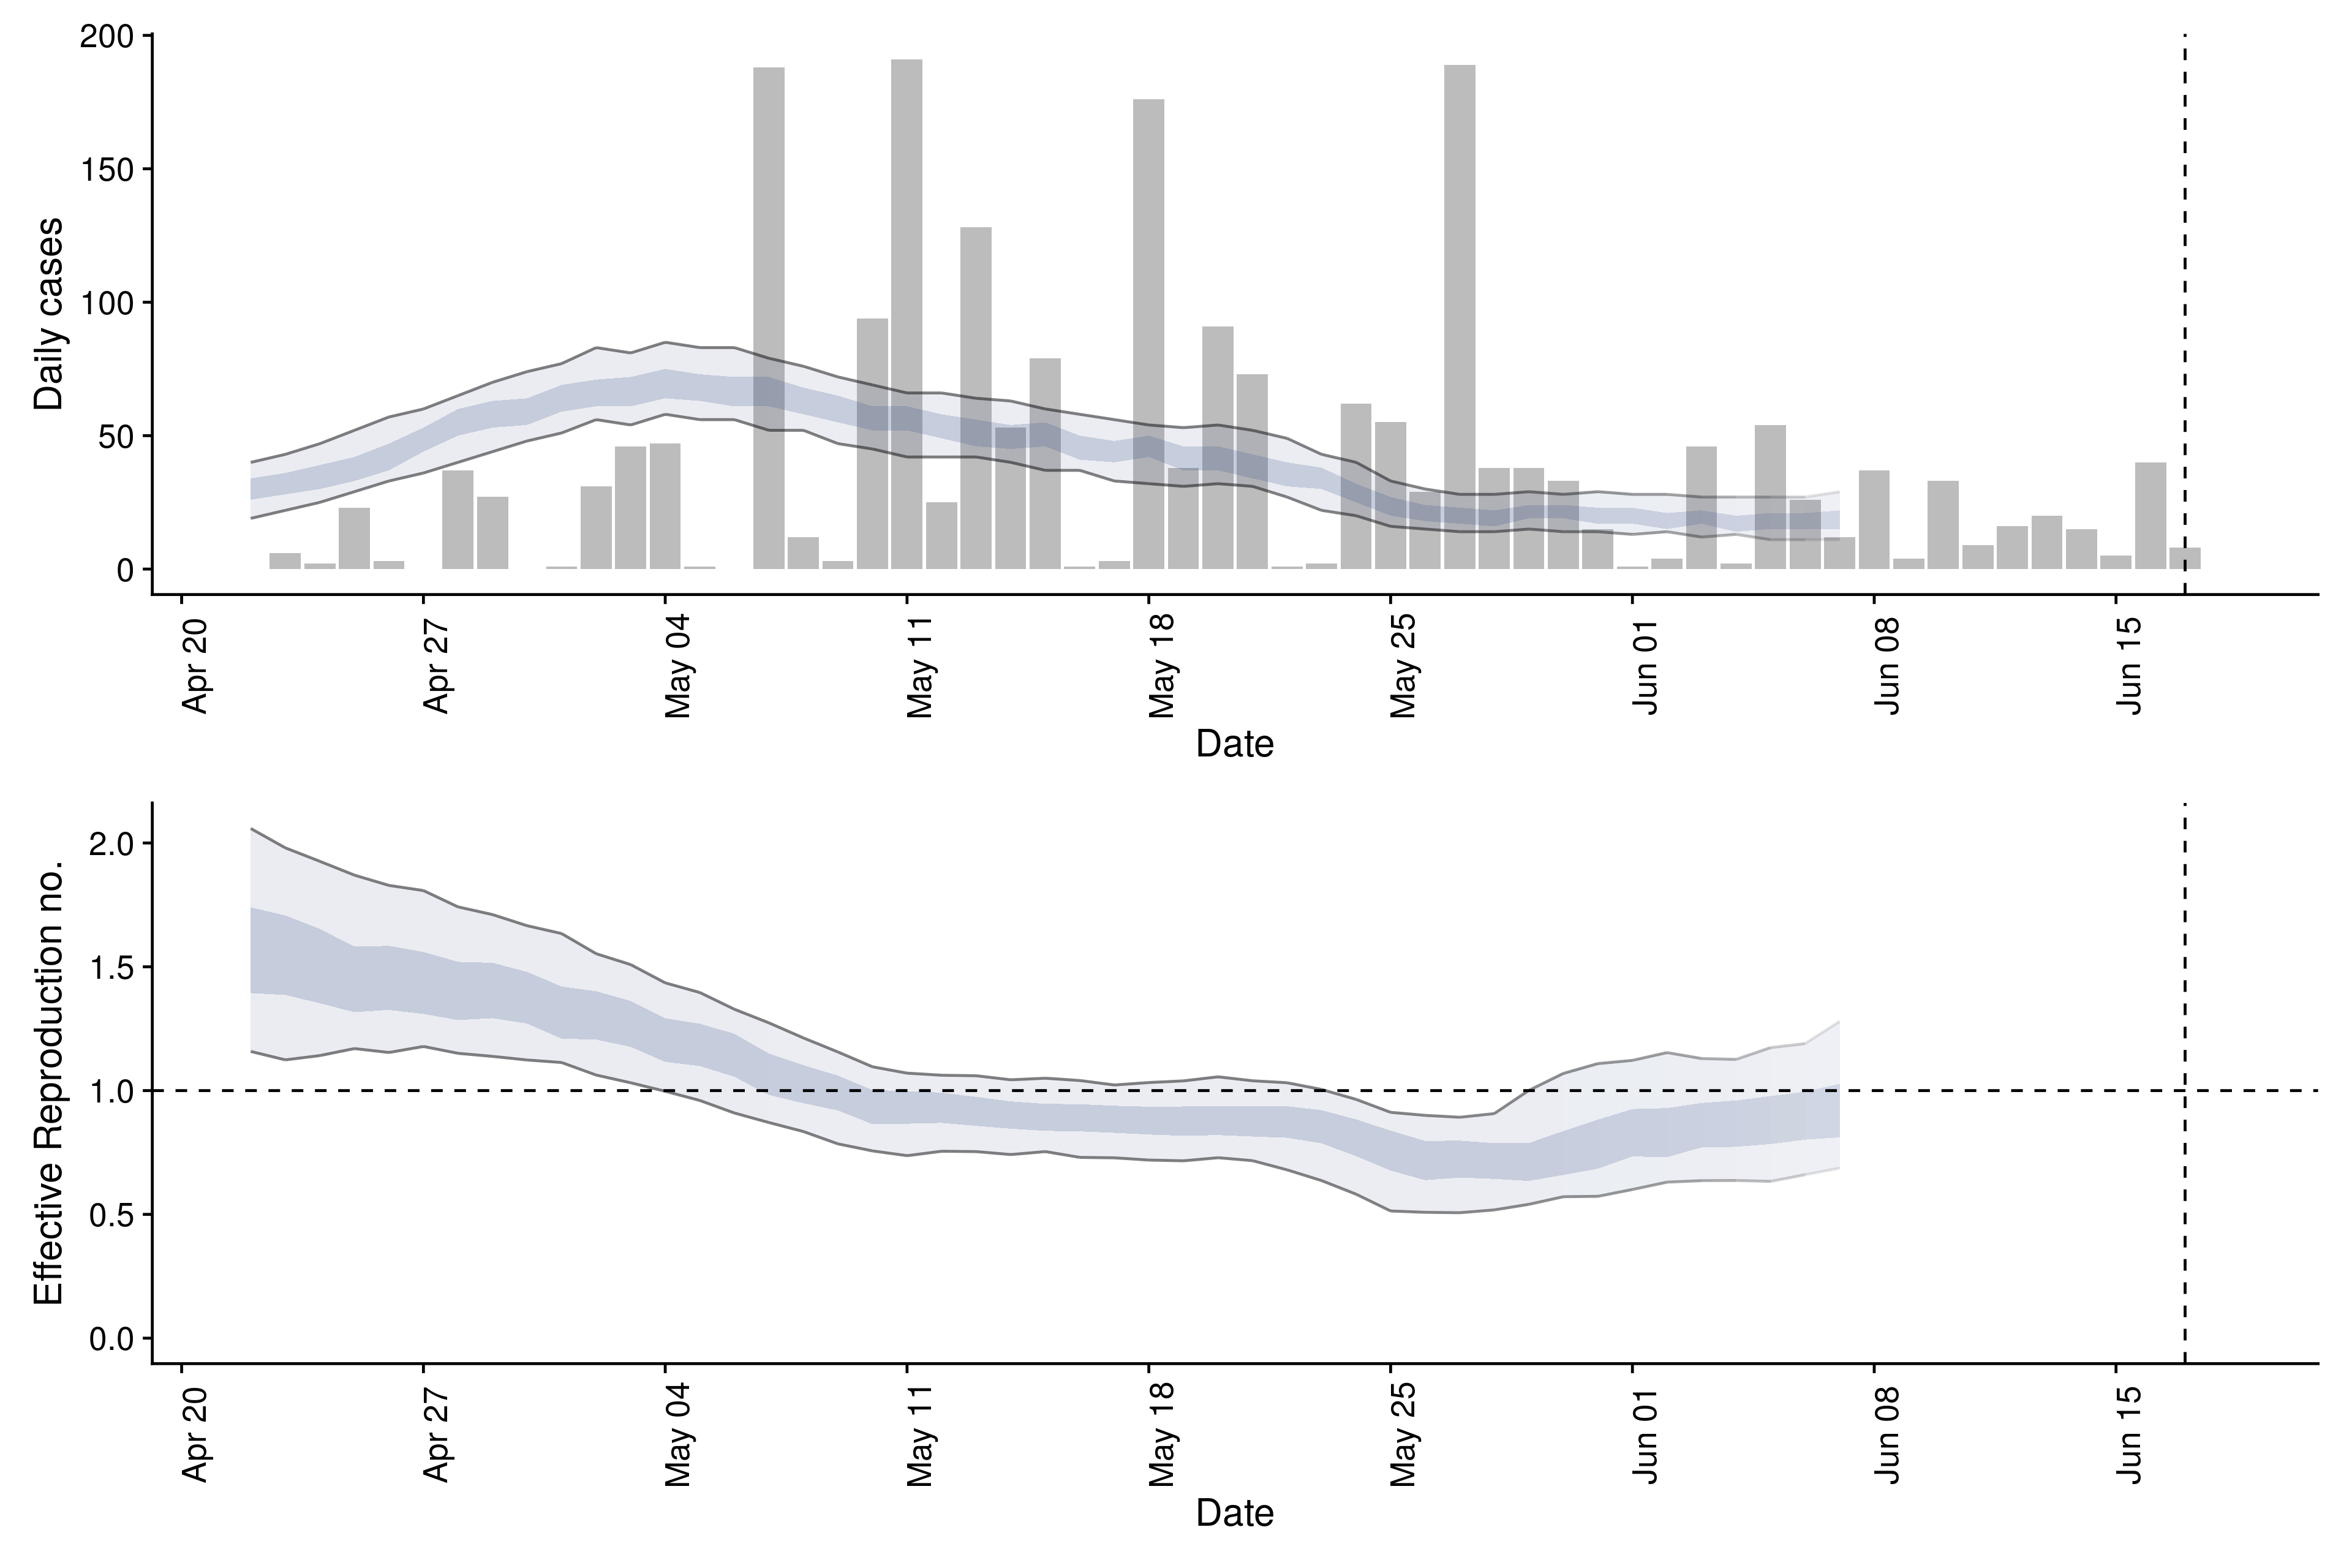 Daily cases
200
150
100
50
0
Apr 20
Apr 27
May 04
May 11
May 18
May 25
Jun 01
Jun 08
Jun 15
Date
Effective Reproduction no.
2.0
1.5
1.0
0.5
0.0
Apr 20
Apr 27
May 04
May 11
May 18
May 25
Jun 01
Jun 08
Jun 15
Date